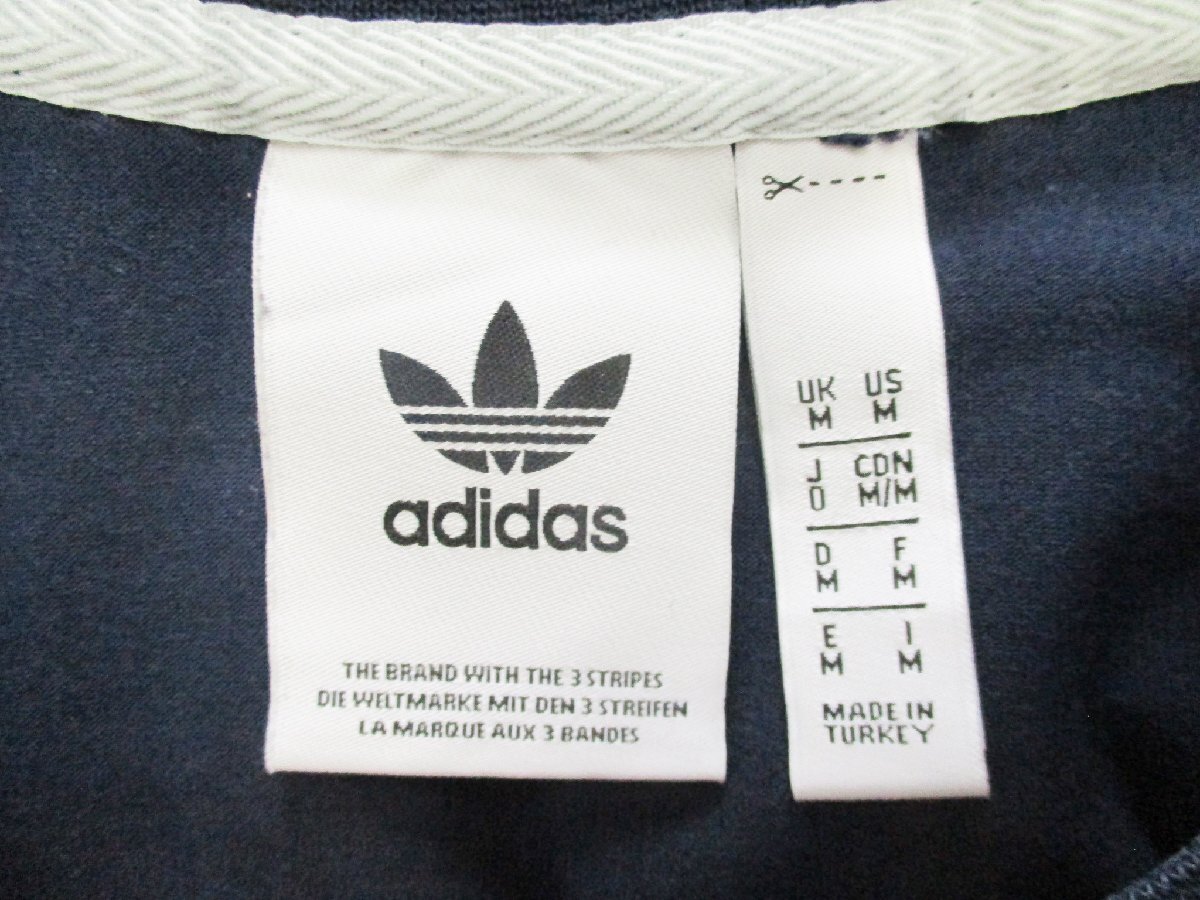 adidas
THE BRAND WITH THE 3 STRIPES
DIE WELTMARKE MIT DEN 3 STREIFEN
LA MARQUE AUX 3 BANDES
UK US
M M
J CDN
O M/M
D F
M M
E I
M M
MADE IN
TURKEY